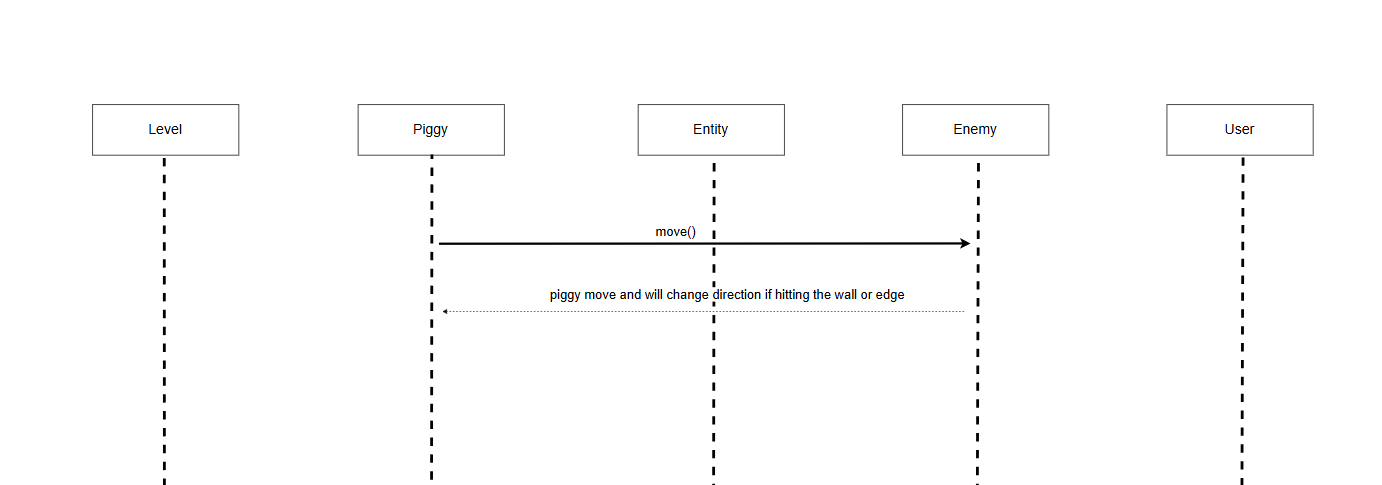 Level
Piggy
Entity
Enemy
User
move()
piggy move and will change direction if hitting the wall or edge